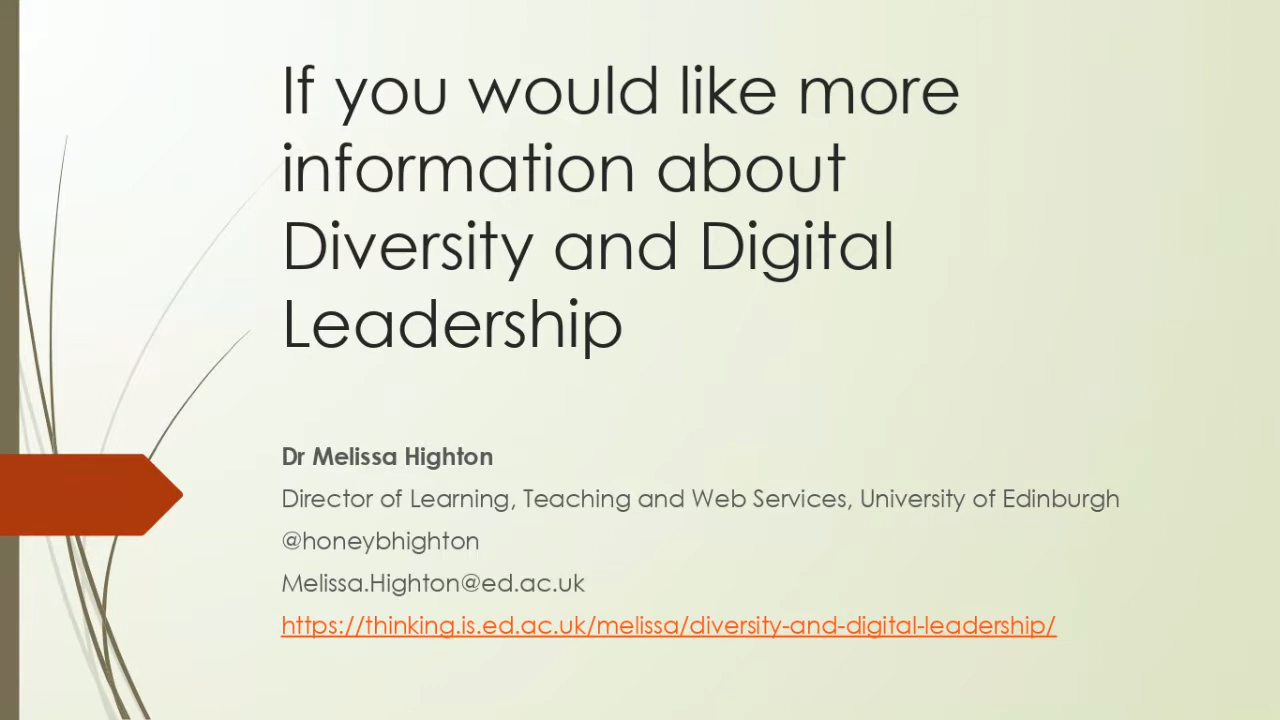 If you would like more
information about
Diversity and Digital
Leadership
Dr Melissa Highton
Director of Learning, Teaching and Web Services, University of Edinburgh
@honeybhighton
Melissa.Highton@ed.ac.uk
https://thinking.is.ed.ac.uk/melissa/diversity-and-digital-leadership/